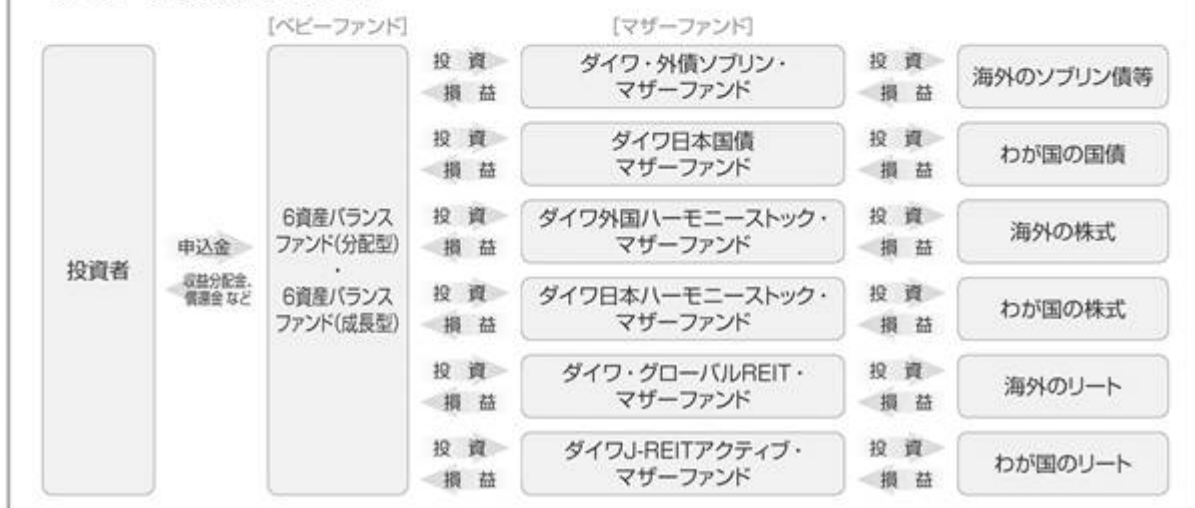 [ベビーファンド]
[マザーファンド]
投資者
申込金
収益分配金、
償還金 など
6資産バランス
ファンド(分配型)
・
6資産バランス
ファンド(成長型)
投 資
損 益
ダイワ・外債ソブリン・
マザーファンド
投 資
損 益
海外のソブリン債等
投 資
損 益
ダイワ日本国債
マザーファンド
投 資
損 益
わが国の国債
投 資
損 益
ダイワ外国ハーモニーストック・
マザーファンド
投 資
損 益
海外の株式
投 資
損 益
ダイワ日本ハーモニーストック・
マザーファンド
投 資
損 益
わが国の株式
投 資
損 益
ダイワ・グローバルREIT・
マザーファンド
投 資
損 益
海外のリート
投 資
損 益
ダイワJ-REITアクティブ・
マザーファンド
投 資
損 益
わが国のリート